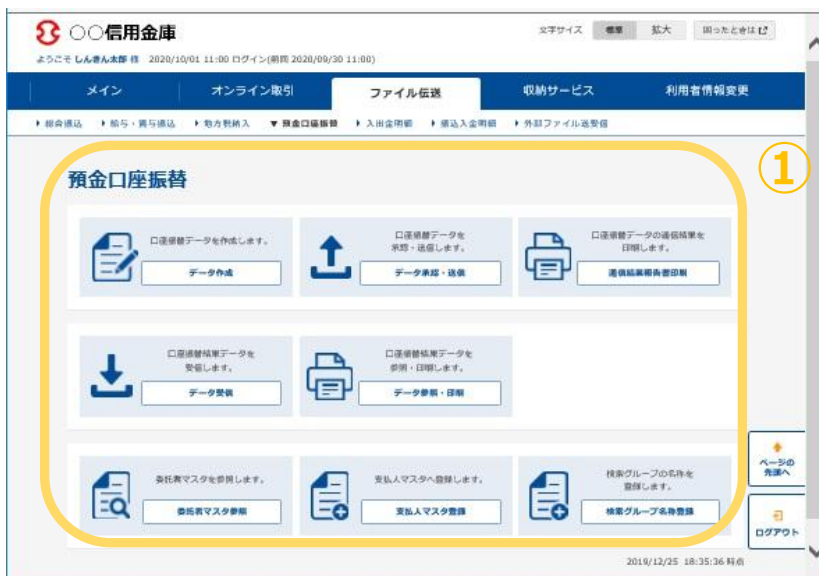 ○○信用金庫
文字サイズ 標準 拡大 困ったときは
ようこそ しんきん太郎 様 2020/10/01 11:00 ログイン(前回 2020/09/30 11:00)
メイン オンライン取引 ファイル伝送 収納サービス 利用者情報変更
総合振込 給与・賞与振込 地方税納入 預金口座振替 入出金明細 振込入金明細 外部ファイル送受信
①
預金口座振替
口座振替データを作成します。
データ作成
口座振替データを
承認・送信します。
データ承認・送信
口座振替データの通信結果を
印刷します。
通信結果報告書印刷
口座振替結果データを
受信します。
データ受信
口座振替結果データを
参照・印刷します。
データ参照・印刷
委託者マスタを参照します。
委託者マスタ参照
支払人マスタへ登録します。
支払人マスタ登録
検索グループの名称を
登録します。
検索グループ名称登録
ページの
先頭へ
ログアウト
2019/12/25 18:35:36 時点